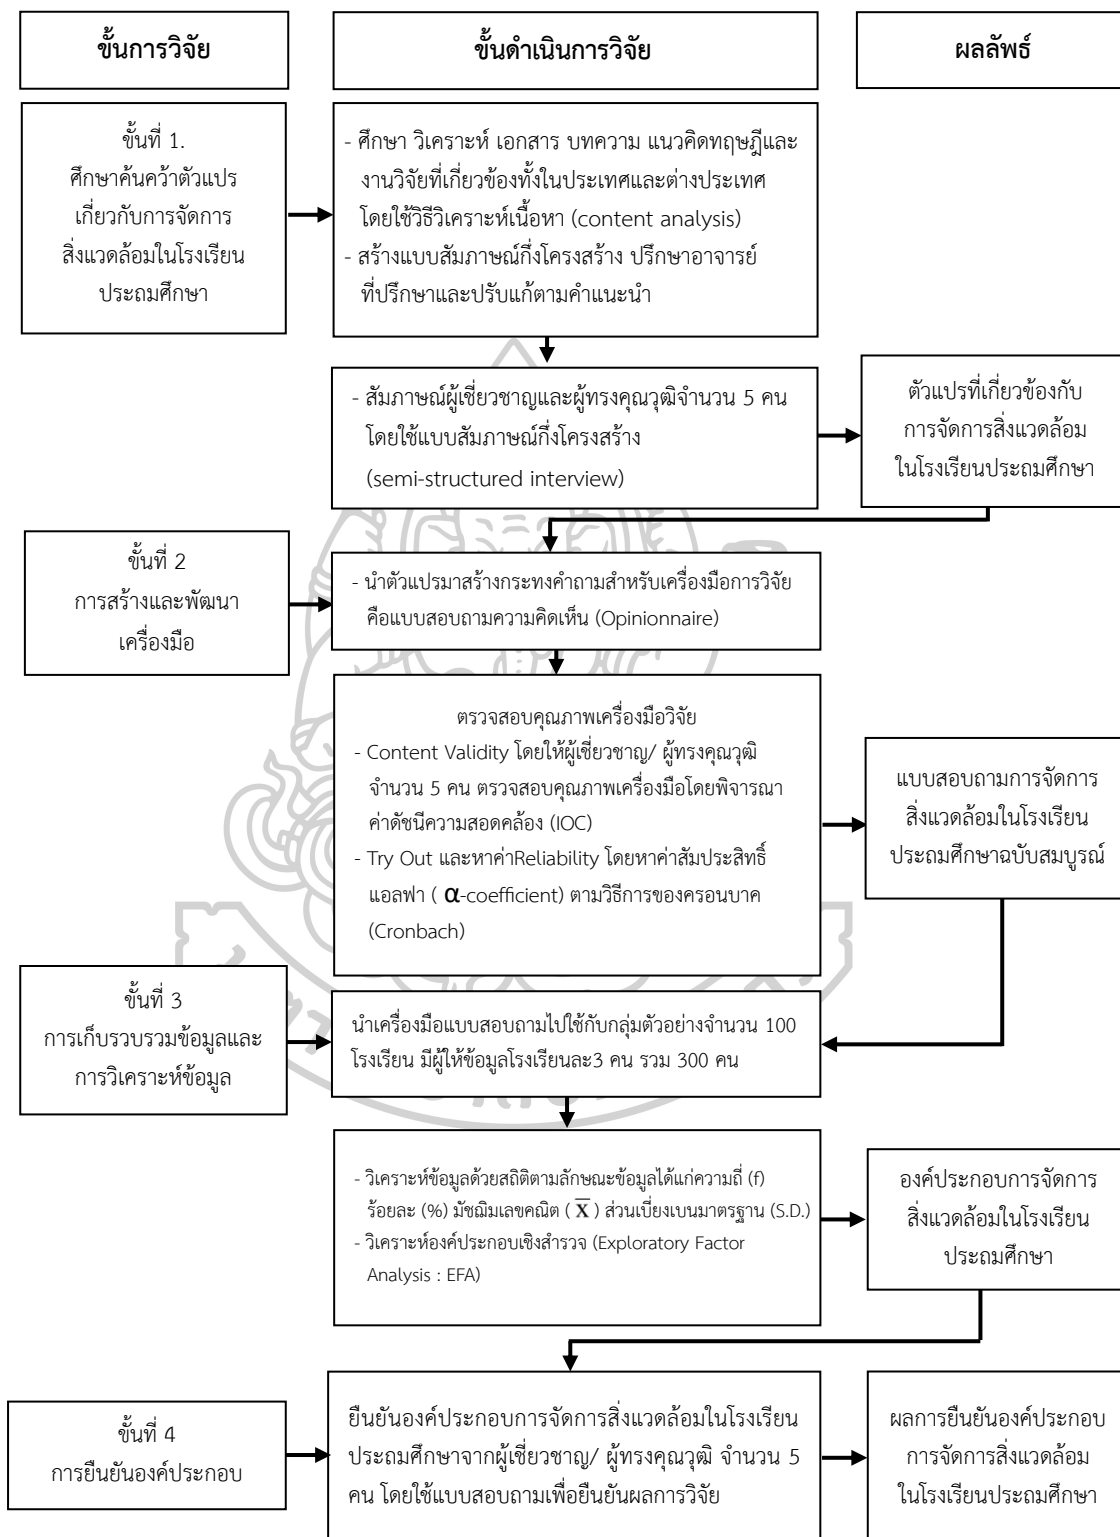 ขั้นการวิจัย
ขั้นดำเนินการวิจัย
ผลลัพธ์
ขั้นที่ 1.
ศึกษาค้นคว้าตัวแปร
เกี่ยวกับการจัดการ
สิ่งแวดล้อมในโรงเรียน
ประถมศึกษา
- ศึกษา วิเคราะห์ เอกสาร บทความ แนวคิดทฤษฎีและ
งานวิจัยที่เกี่ยวข้องทั้งในประเทศและต่างประเทศ
โดยใช้วิธีวิเคราะห์เนื้อหา (content analysis)
- สร้างแบบสัมภาษณ์กึ่งโครงสร้าง ปรึกษาอาจารย์
ที่ปรึกษาและปรับแก้ตามคำแนะนำ
- สัมภาษณ์ผู้เชี่ยวชาญและผู้ทรงคุณวุฒิจำนวน 5 คน
โดยใช้แบบสัมภาษณ์กึ่งโครงสร้าง
(semi-structured interview)
ตัวแปรที่เกี่ยวข้องกับ
การจัดการสิ่งแวดล้อม
ในโรงเรียนประถมศึกษา
ขั้นที่ 2
การสร้างและพัฒนา
เครื่องมือ
- นำตัวแปรมาสร้างกระทงคำถามสำหรับเครื่องมือการวิจัย
คือแบบสอบถามความคิดเห็น (Opinionnaire)
ตรวจสอบคุณภาพเครื่องมือวิจัย
- Content Validity โดยให้ผู้เชี่ยวชาญ/ ผู้ทรงคุณวุฒิ
จำนวน 5 คน ตรวจสอบคุณภาพเครื่องมือโดยพิจารณา
ค่าดัชนีความสอดคล้อง (IOC)
- Try Out และหาค่าReliability โดยหาค่าสัมประสิทธิ์
แอลฟา ( α-coefficient) ตามวิธีการของครอนบาค
(Cronbach)
แบบสอบถามการจัดการ
สิ่งแวดล้อมในโรงเรียน
ประถมศึกษาฉบับสมบูรณ์
ขั้นที่ 3
การเก็บรวบรวมข้อมูลและ
การวิเคราะห์ข้อมูล
นำเครื่องมือแบบสอบถามไปใช้กับกลุ่มตัวอย่างจำนวน 100
โรงเรียน มีผู้ให้ข้อมูลโรงเรียนละ3 คน รวม 300 คน
- วิเคราะห์ข้อมูลด้วยสถิติตามลักษณะข้อมูลได้แก่ความถี่ (f)
ร้อยละ (%) มัชฌิมเลขคณิต ( X̅ ) ส่วนเบี่ยงเบนมาตรฐาน (S.D.)
- วิเคราะห์องค์ประกอบเชิงสำรวจ (Exploratory Factor
Analysis : EFA)
องค์ประกอบการจัดการ
สิ่งแวดล้อมในโรงเรียน
ประถมศึกษา
ขั้นที่ 4
การยืนยันองค์ประกอบ
ยืนยันองค์ประกอบการจัดการสิ่งแวดล้อมในโรงเรียน
ประถมศึกษาจากผู้เชี่ยวชาญ/ ผู้ทรงคุณวุฒิ จำนวน 5
คน โดยใช้แบบสอบถามเพื่อยืนยันผลการวิจัย
ผลการยืนยันองค์ประกอบ
การจัดการสิ่งแวดล้อม
ในโรงเรียนประถมศึกษา